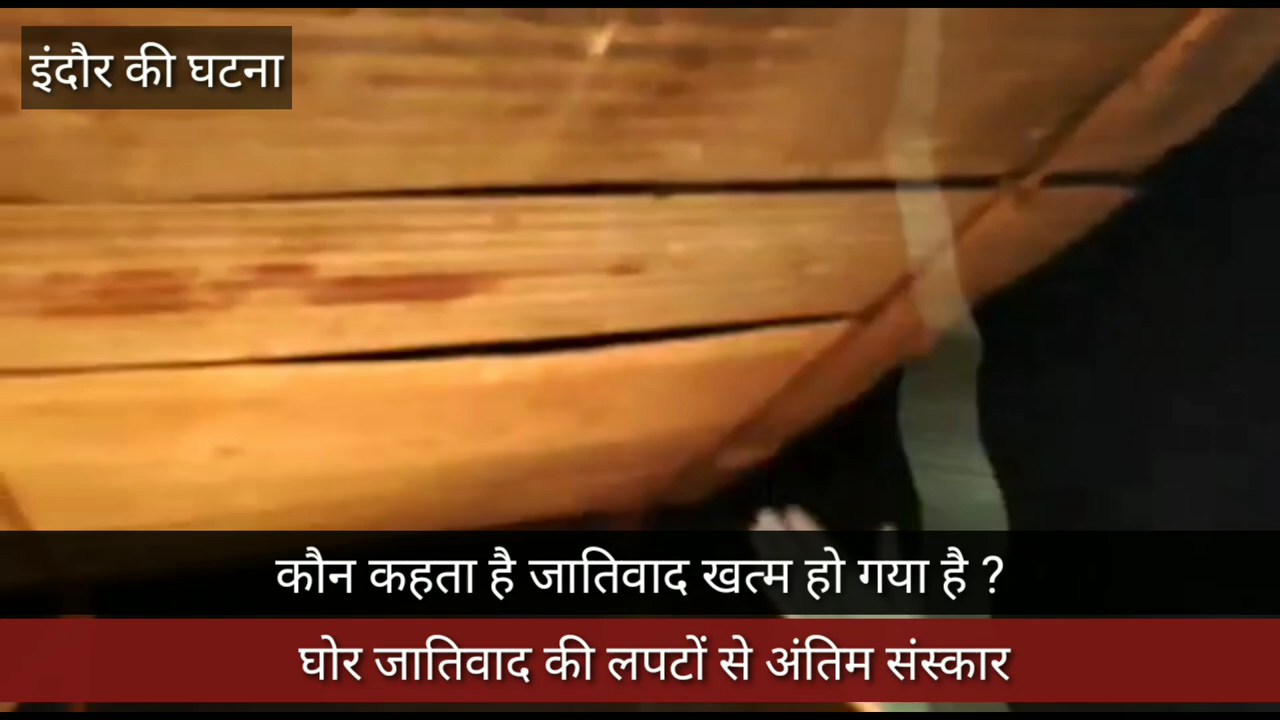 इंदौर की घटना
कौन कहता है जातिवाद खत्म हो गया है ?
घोर जातिवाद की लपटों से अंतिम संस्कार